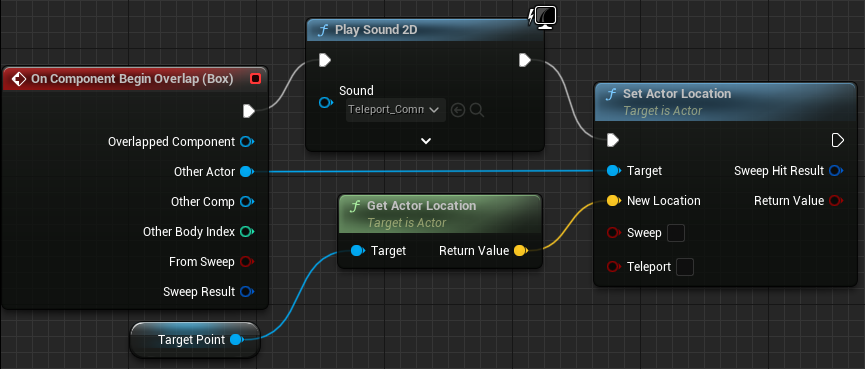 Play Sound 2D
Sound
Teleport_Comr
On Component Begin Overlap (Box)
Overlapped Component
Other Actor
Other Comp
Other Body Index
From Sweep
Sweep Result
Target Point
Get Actor Location
Target is Actor
Target
Return Value
Set Actor Location
Target is Actor
Target
Sweep Hit Result
New Location
Return Value
Sweep
Teleport